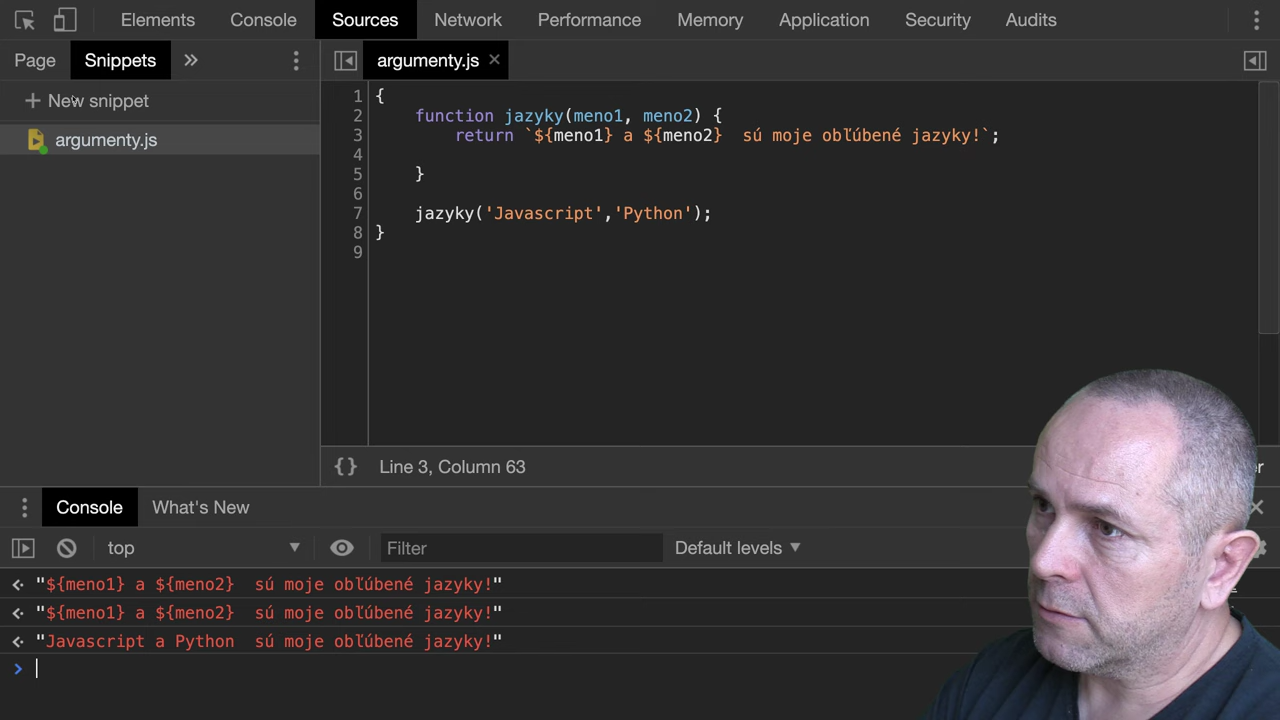 Elements Console Sources Network Performance Memory Application Security Audits
Page Snippets argumenty.js
New snippet
argumenty.js
1 {
2 function jazyky(meno1, meno2) {
3 return `${meno1} a ${meno2}  sú moje obľúbené jazyky!`;
4
5 }
6
7 jazyky('Javascript','Python');
8 }
9
{} Line 3, Column 63
Console What's New
top Filter Default levels
"${meno1} a ${meno2}  sú moje obľúbené jazyky!"
"${meno1} a ${meno2}  sú moje obľúbené jazyky!"
"Javascript a Python  sú moje obľúbené jazyky!"